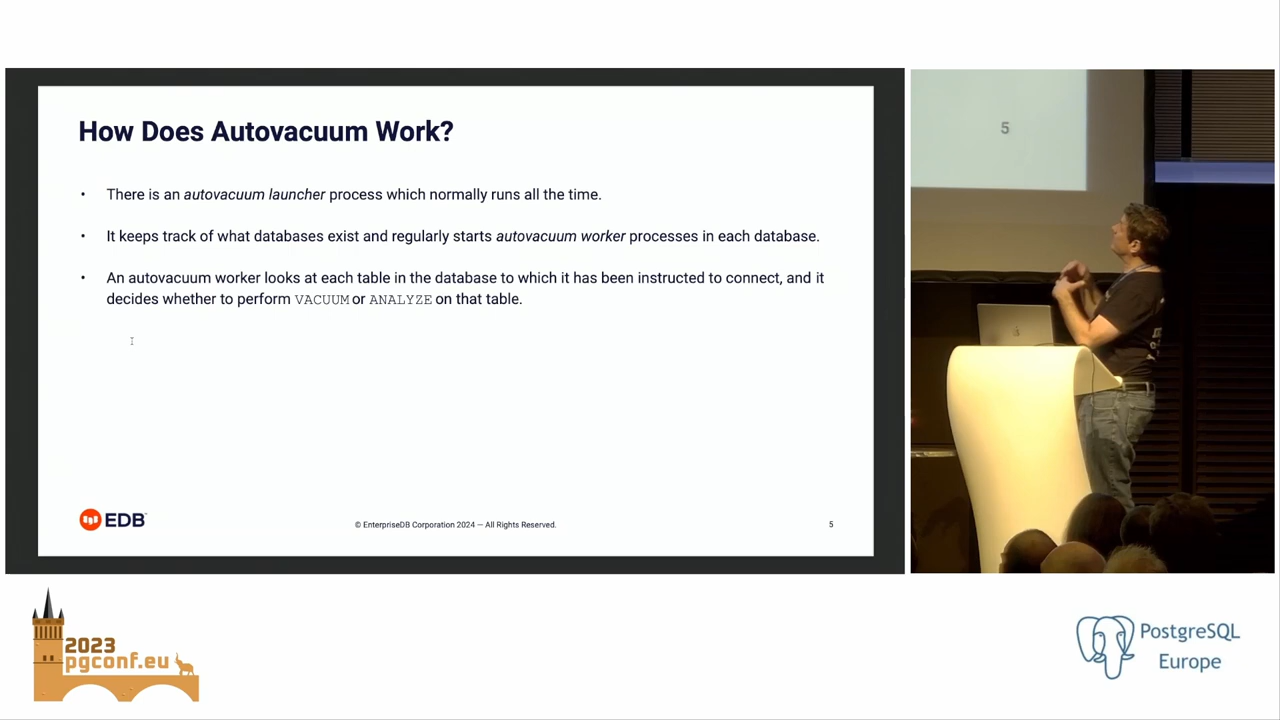 How Does Autovacuum Work?
• There is an autovacuum launcher process which normally runs all the time.
• It keeps track of what databases exist and regularly starts autovacuum worker processes in each database.
• An autovacuum worker looks at each table in the database to which it has been instructed to connect, and it
decides whether to perform VACUUM or ANALYZE on that table.
EDB
© EnterpriseDB Corporation 2024 — All Rights Reserved.
5
5
2023
pgconf.eu
PostgreSQL
Europe